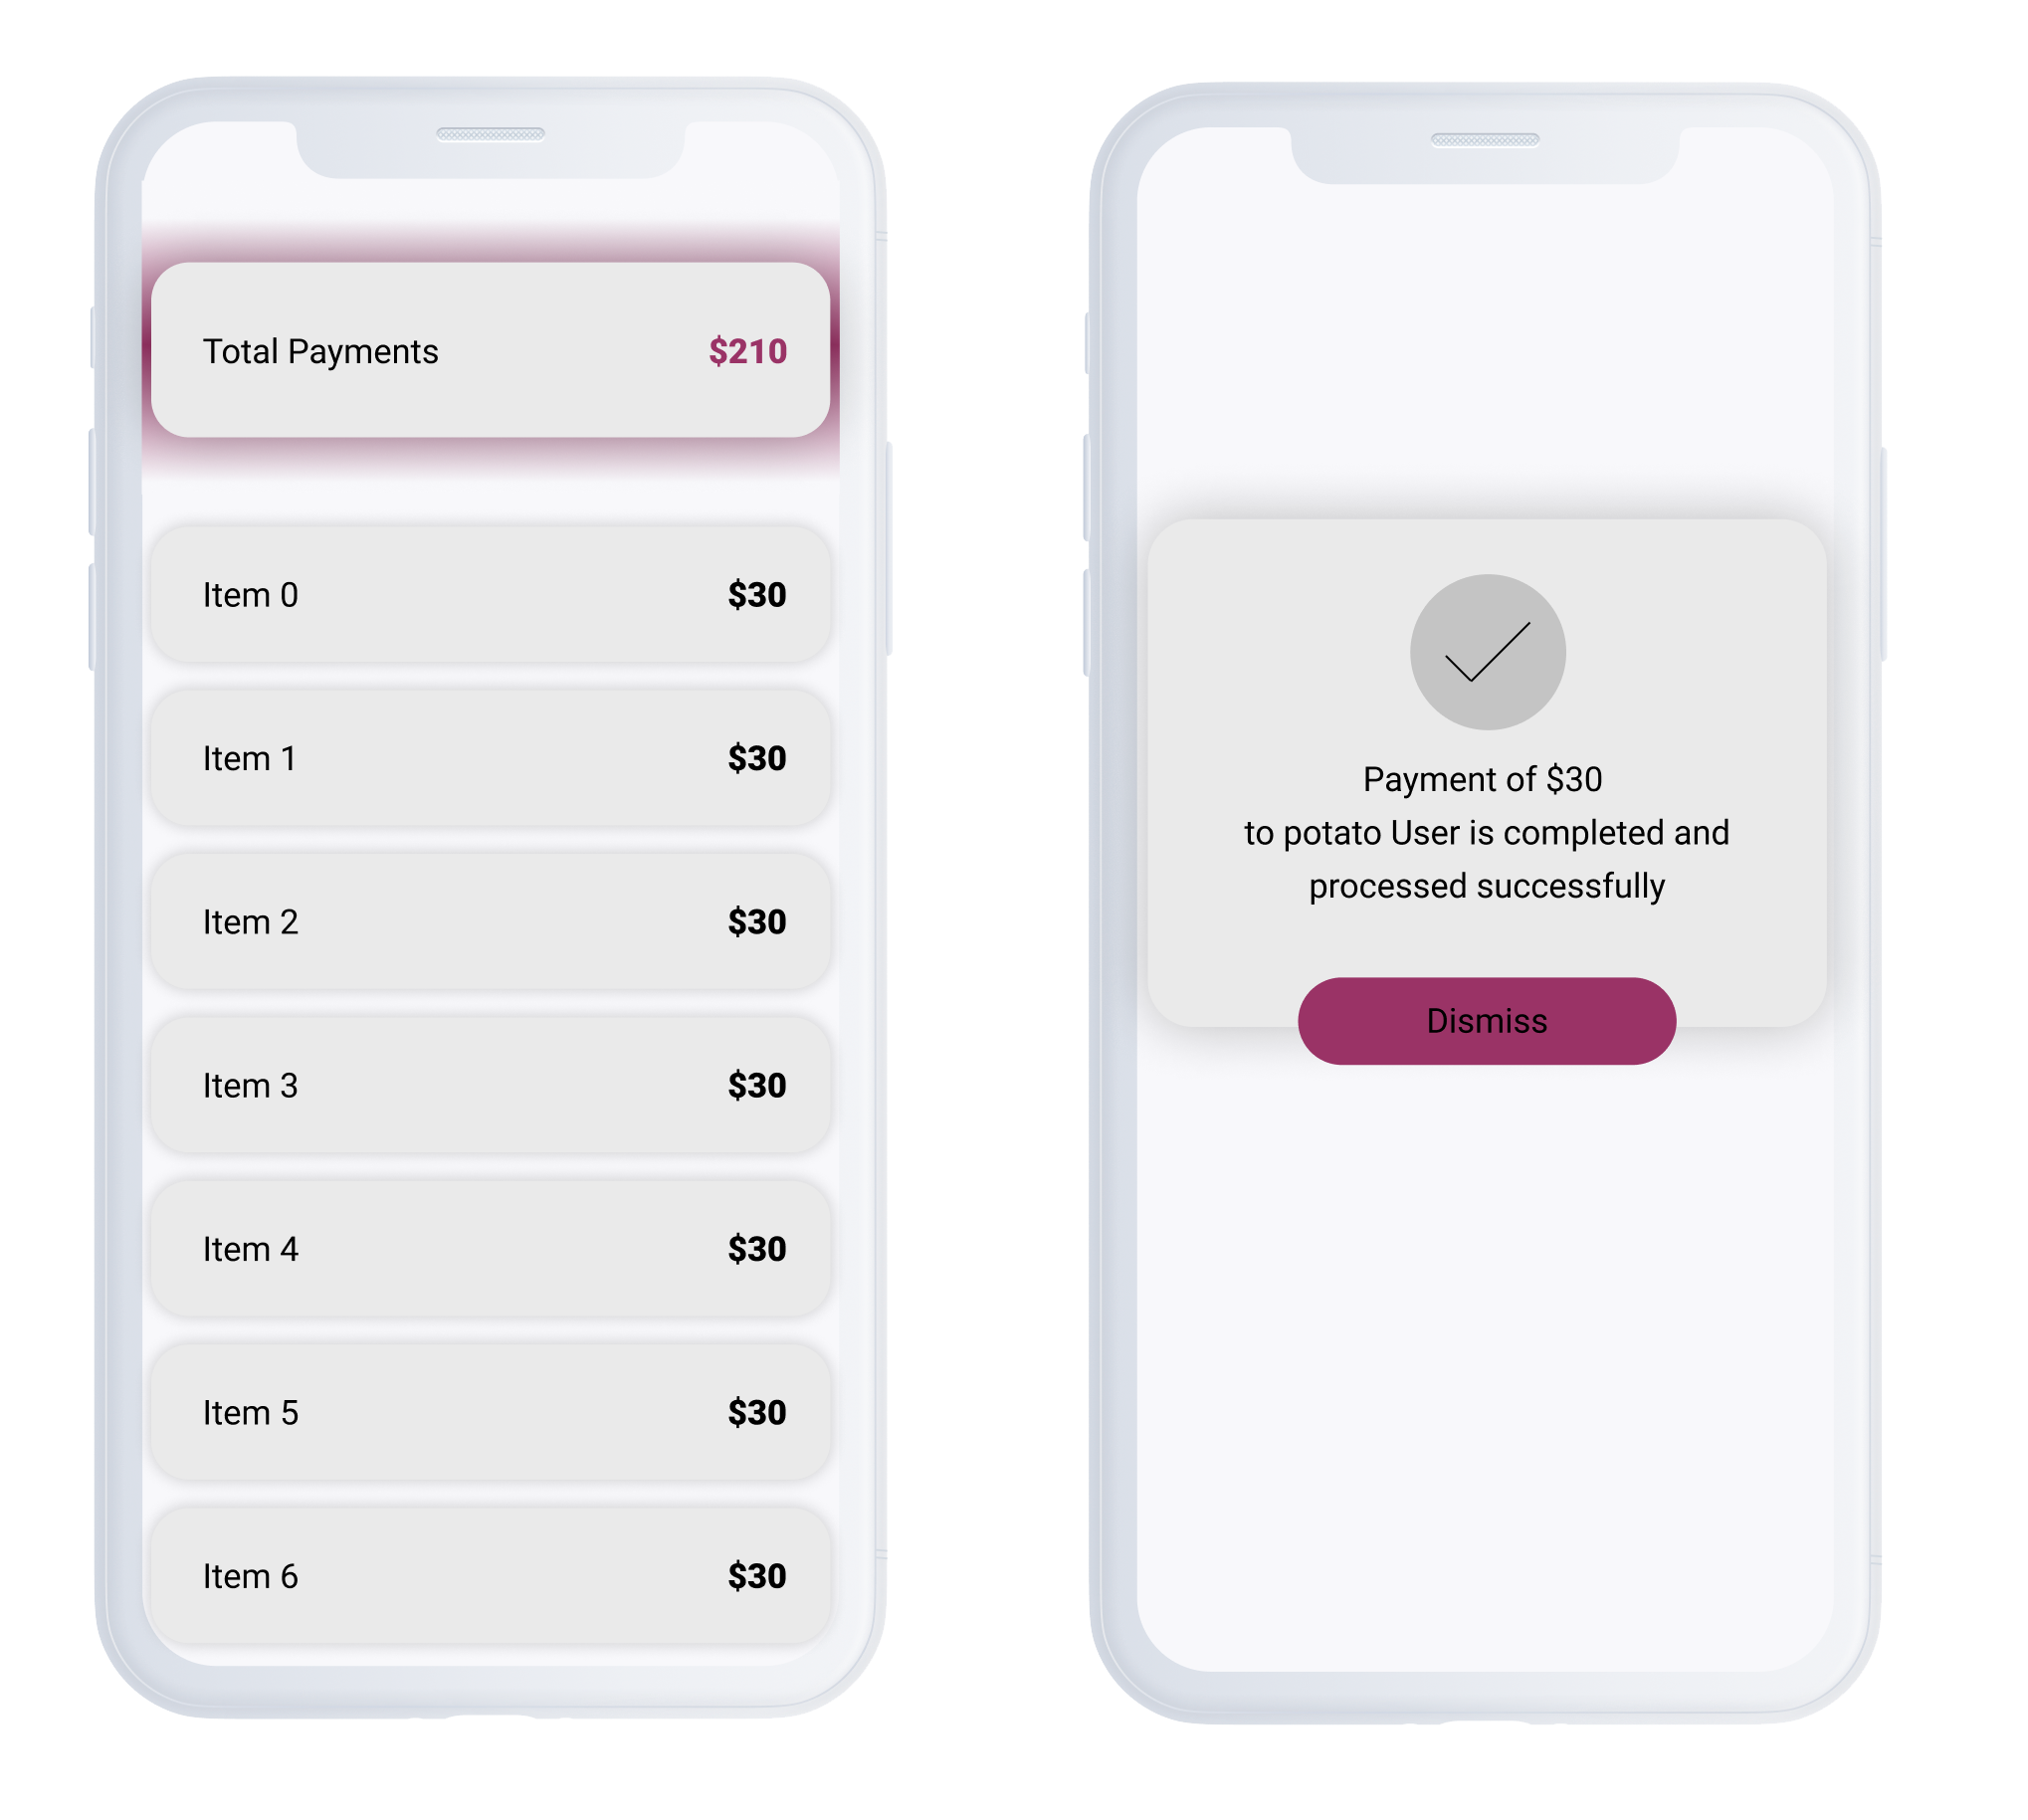 Total Payments $210
Item 0 $30
Item 1 $30
Item 2 $30
Item 3 $30
Item 4 $30
Item 5 $30
Item 6 $30
Payment of $30
to potato User is completed and
processed successfully
Dismiss